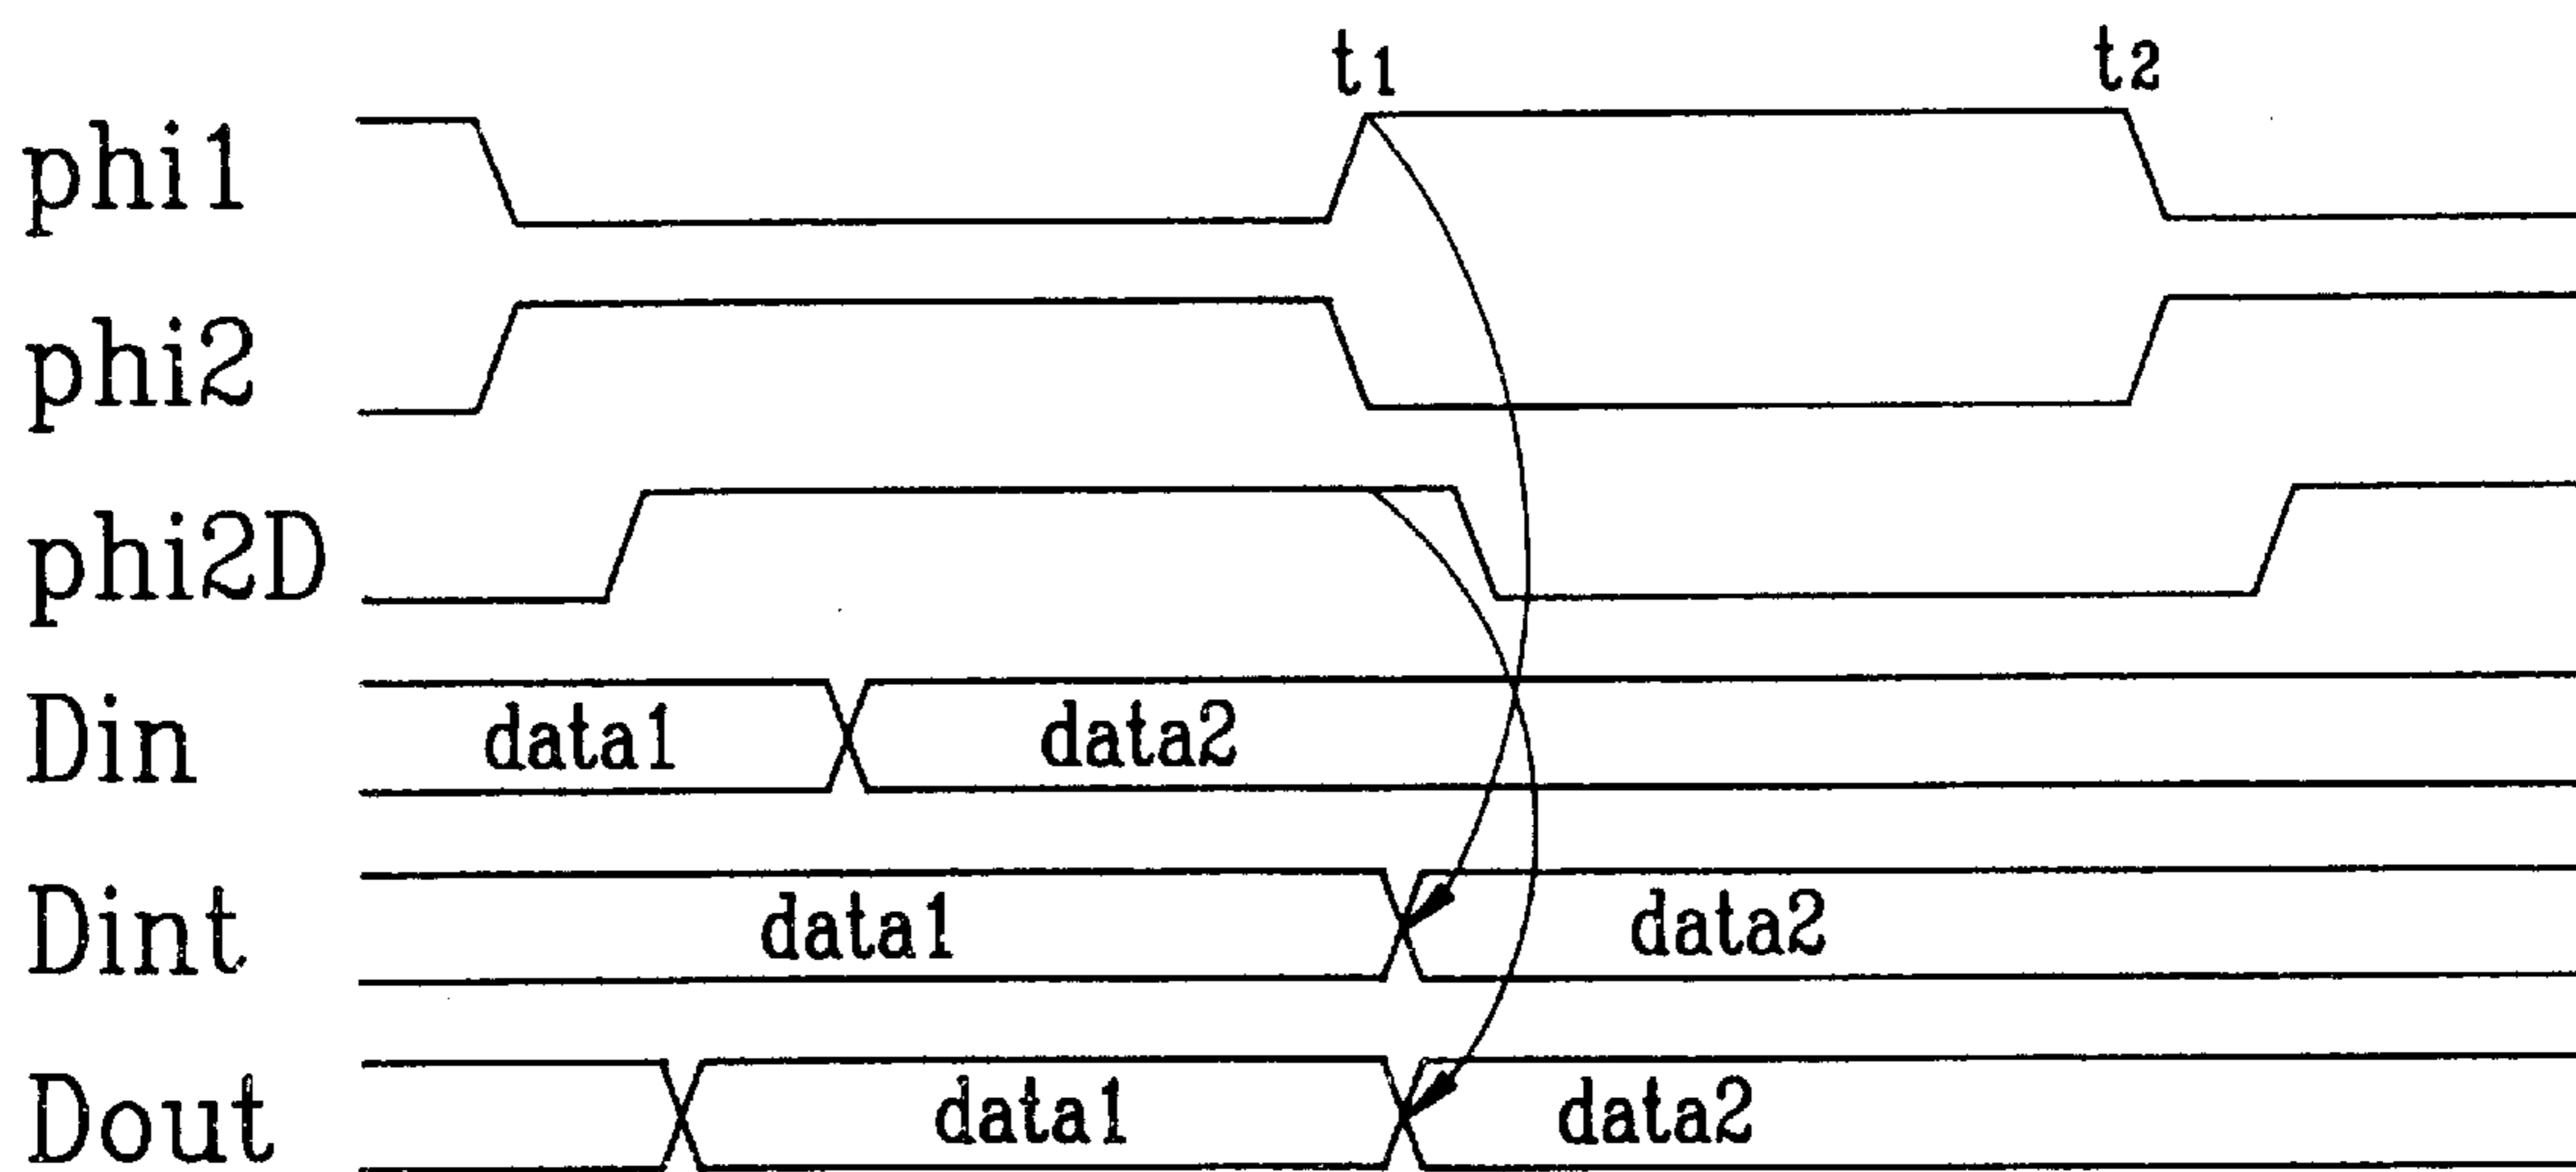 t1 t2
phi1
phi2
phi2D
Din data1 data2
Dint data1 data2
Dout data1 data2